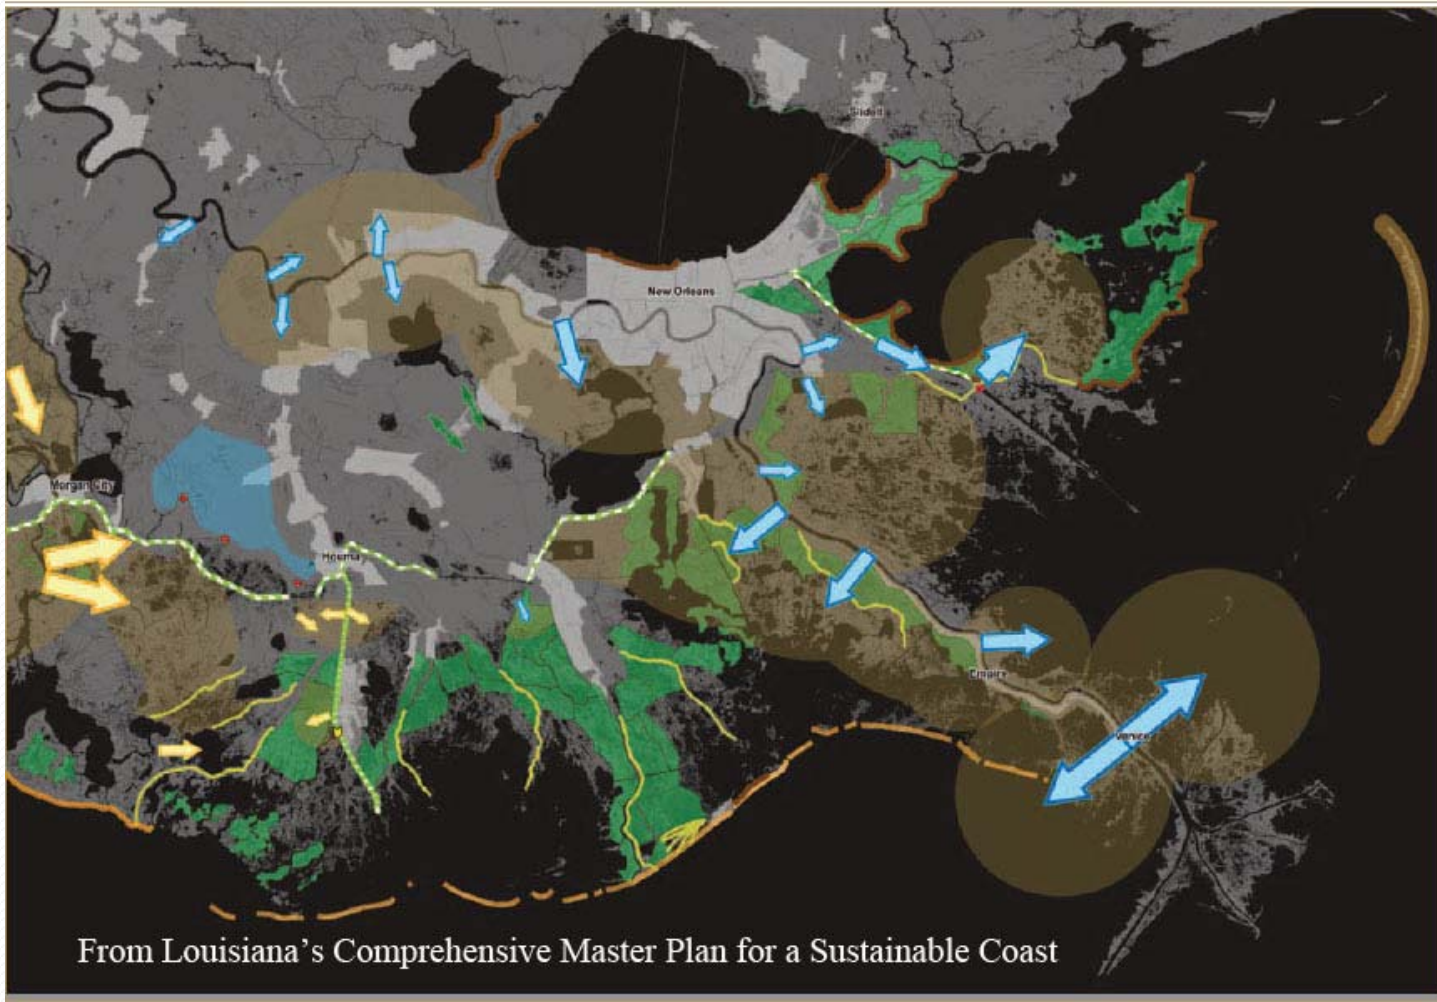 Slidell
New Orleans
Morgan City
Houma
Empire
Venice
From Louisiana’s Comprehensive Master Plan for a Sustainable Coast